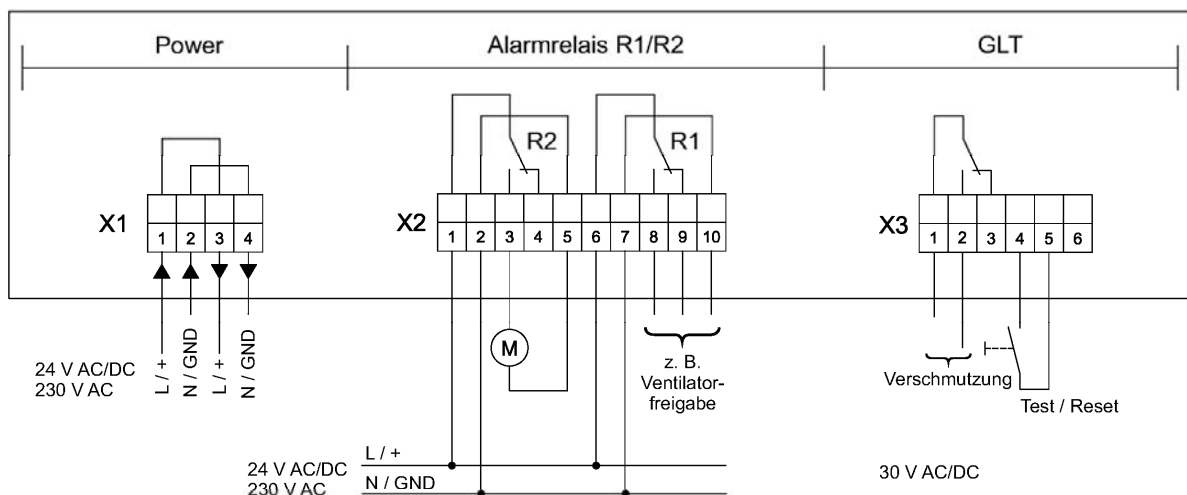 Power
Alarmrelais R1/R2
GLT
R2
R1
X1
1 2 3 4
X2
1 2 3 4 5 6 7 8 9 10
X3
1 2 3 4 5 6
24 V AC/DC
230 V AC
L / +
N / GND
L / +
N / GND
M
z. B.
Ventilator-
freigabe
Verschmutzung
Test / Reset
24 V AC/DC
230 V AC
L / +
N / GND
30 V AC/DC